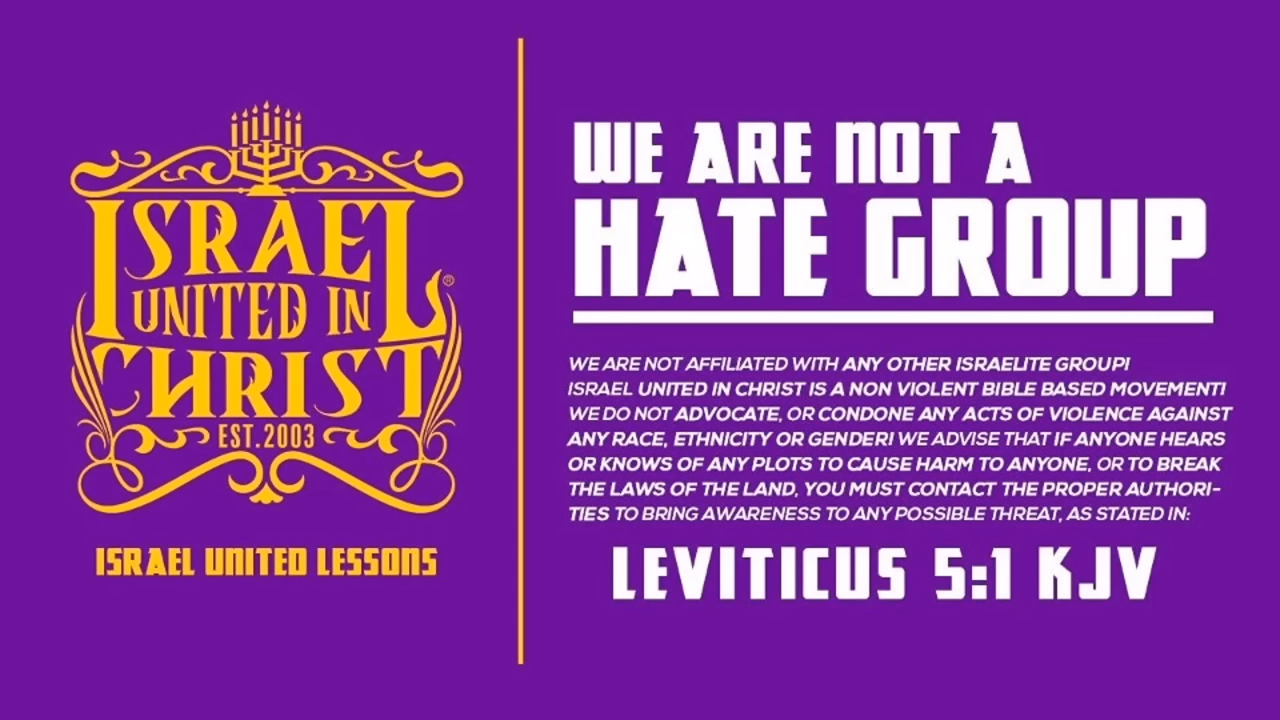 ISRAEL
UNITED IN
CHRIST
EST. 2003
®
ISRAEL UNITED LESSONS
WE ARE NOT A
HATE GROUP
WE ARE NOT AFFILIATED WITH ANY OTHER ISRAELITE GROUP!
ISRAEL UNITED IN CHRIST IS A NON VIOLENT BIBLE BASED MOVEMENT!
WE DO NOT ADVOCATE, OR CONDONE ANY ACTS OF VIOLENCE AGAINST
ANY RACE, ETHNICITY OR GENDER! WE ADVISE THAT IF ANYONE HEARS
OR KNOWS OF ANY PLOTS TO CAUSE HARM TO ANYONE, OR TO BREAK
THE LAWS OF THE LAND, YOU MUST CONTACT THE PROPER AUTHORI-
TIES TO BRING AWARENESS TO ANY POSSIBLE THREAT, AS STATED IN:
LEVITICUS 5:1 KJV